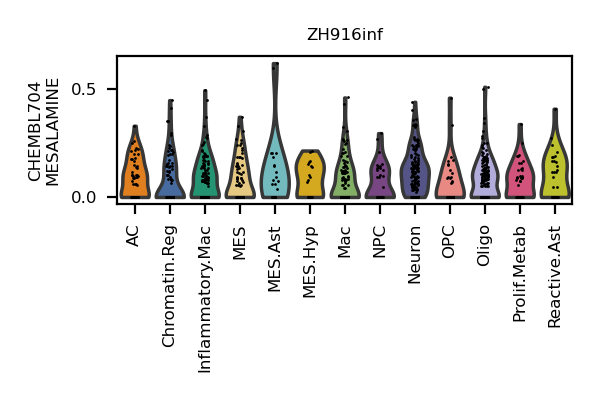 ZH916inf
CHEMBL704
MESALAMINE
0.5
0.0
AC
Chromatin.Reg
Inflammatory.Mac
MES
MES.Ast
MES.Hyp
Mac
NPC
Neuron
OPC
Oligo
Prolif.Metab
Reactive.Ast